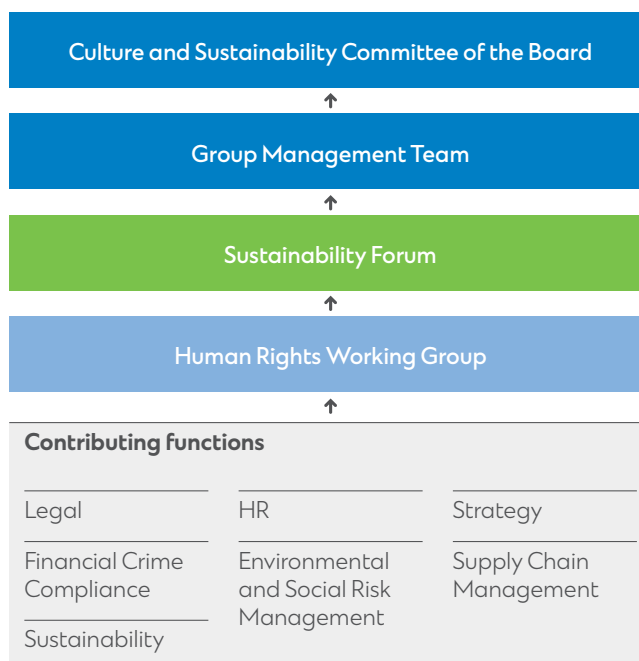 Culture and Sustainability Committee of the Board
Group Management Team
Sustainability Forum
Human Rights Working Group
Contributing functions
Legal
HR
Strategy
Financial Crime
Compliance
Environmental
and Social Risk
Management
Supply Chain
Management
Sustainability